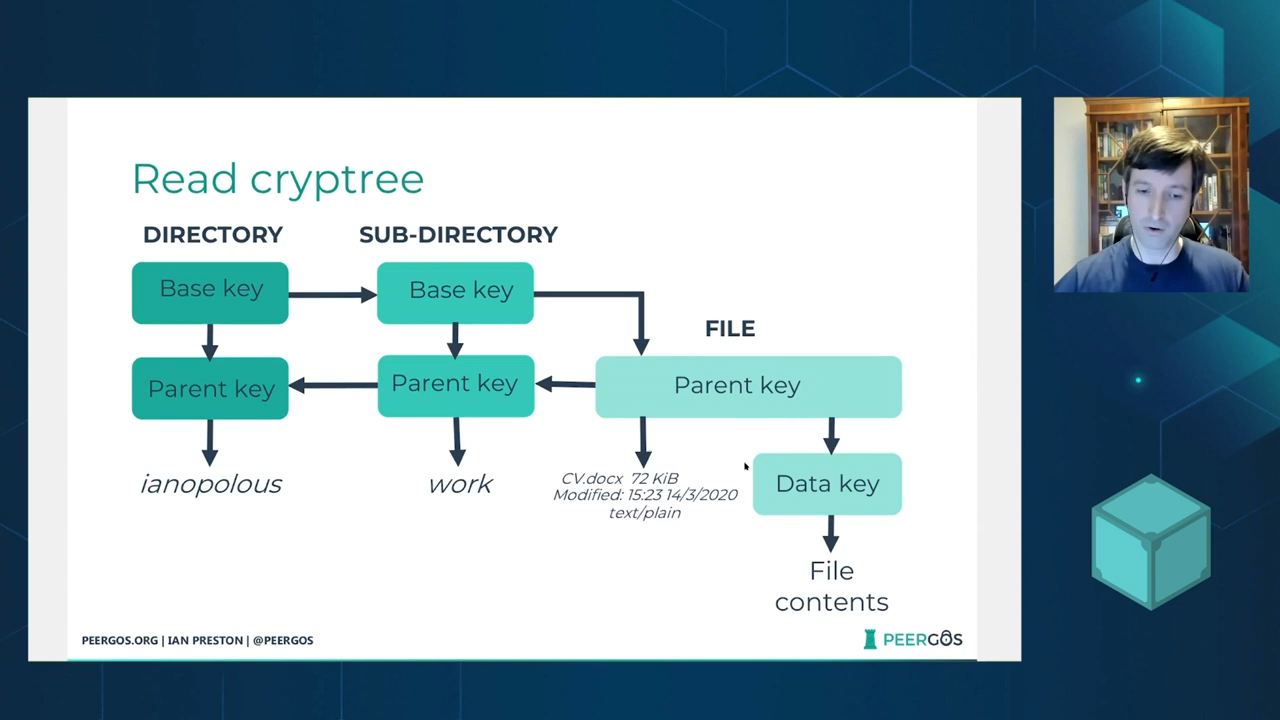 Read cryptree
DIRECTORY
SUB-DIRECTORY
Base key
Base key
FILE
Parent key
Parent key
Parent key
ianopolous
work
CV.docx 72 KiB
Modified: 15:23 14/3/2020
text/plain
Data key
File
contents
PEERGOS.ORG | IAN PRESTON | @PEERGOS
PEERGOS